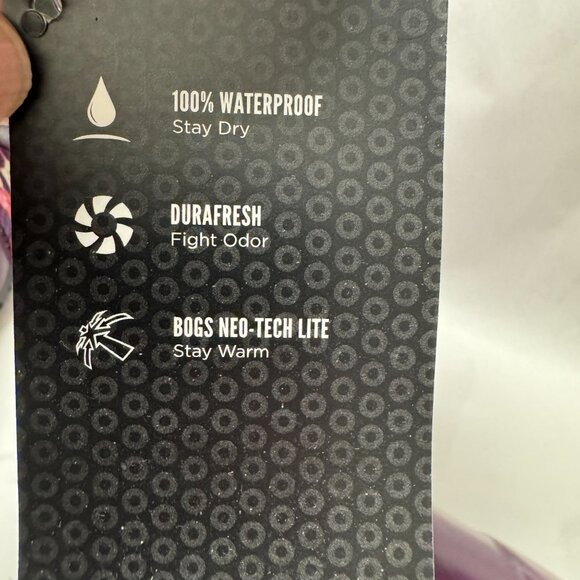 100% WATERPROOF
Stay Dry
DURAFRESH
Fight Odor
BOGS NEO-TECH LITE
Stay Warm